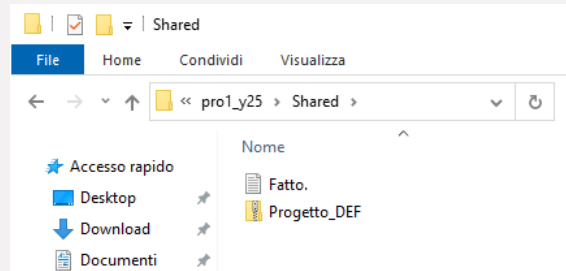 Shared
File Home Condividi Visualizza
« pro1_y25 > Shared >
Nome
Accesso rapido
Fatto.
Desktop
Progetto_DEF
Download
Documenti